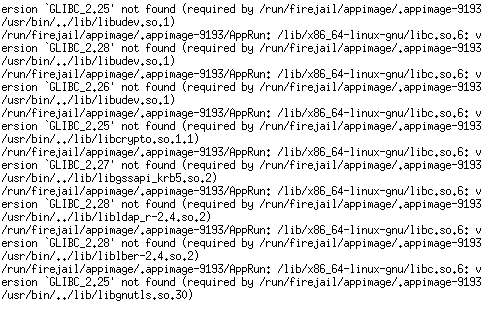 ersion `GLIBC_2.25' not found (required by /run/firejail/appimage/.appimage-9193
/usr/bin/../lib/libudev.so.1)
/run/firejail/appimage/.appimage-9193/AppRun: /lib/x86_64-linux-gnu/libc.so.6: v
ersion `GLIBC_2.28' not found (required by /run/firejail/appimage/.appimage-9193
/usr/bin/../lib/libudev.so.1)
/run/firejail/appimage/.appimage-9193/AppRun: /lib/x86_64-linux-gnu/libc.so.6: v
ersion `GLIBC_2.26' not found (required by /run/firejail/appimage/.appimage-9193
/usr/bin/../lib/libudev.so.1)
/run/firejail/appimage/.appimage-9193/AppRun: /lib/x86_64-linux-gnu/libc.so.6: v
ersion `GLIBC_2.25' not found (required by /run/firejail/appimage/.appimage-9193
/usr/bin/../lib/libcrypto.so.1.1)
/run/firejail/appimage/.appimage-9193/AppRun: /lib/x86_64-linux-gnu/libc.so.6: v
ersion `GLIBC_2.27' not found (required by /run/firejail/appimage/.appimage-9193
/usr/bin/../lib/libgssapi_krb5.so.2)
/run/firejail/appimage/.appimage-9193/AppRun: /lib/x86_64-linux-gnu/libc.so.6: v
ersion `GLIBC_2.28' not found (required by /run/firejail/appimage/.appimage-9193
/usr/bin/../lib/libldap_r-2.4.so.2)
/run/firejail/appimage/.appimage-9193/AppRun: /lib/x86_64-linux-gnu/libc.so.6: v
ersion `GLIBC_2.28' not found (required by /run/firejail/appimage/.appimage-9193
/usr/bin/../lib/liblber-2.4.so.2)
/run/firejail/appimage/.appimage-9193/AppRun: /lib/x86_64-linux-gnu/libc.so.6: v
ersion `GLIBC_2.25' not found (required by /run/firejail/appimage/.appimage-9193
/usr/bin/../lib/libgnutls.so.30)